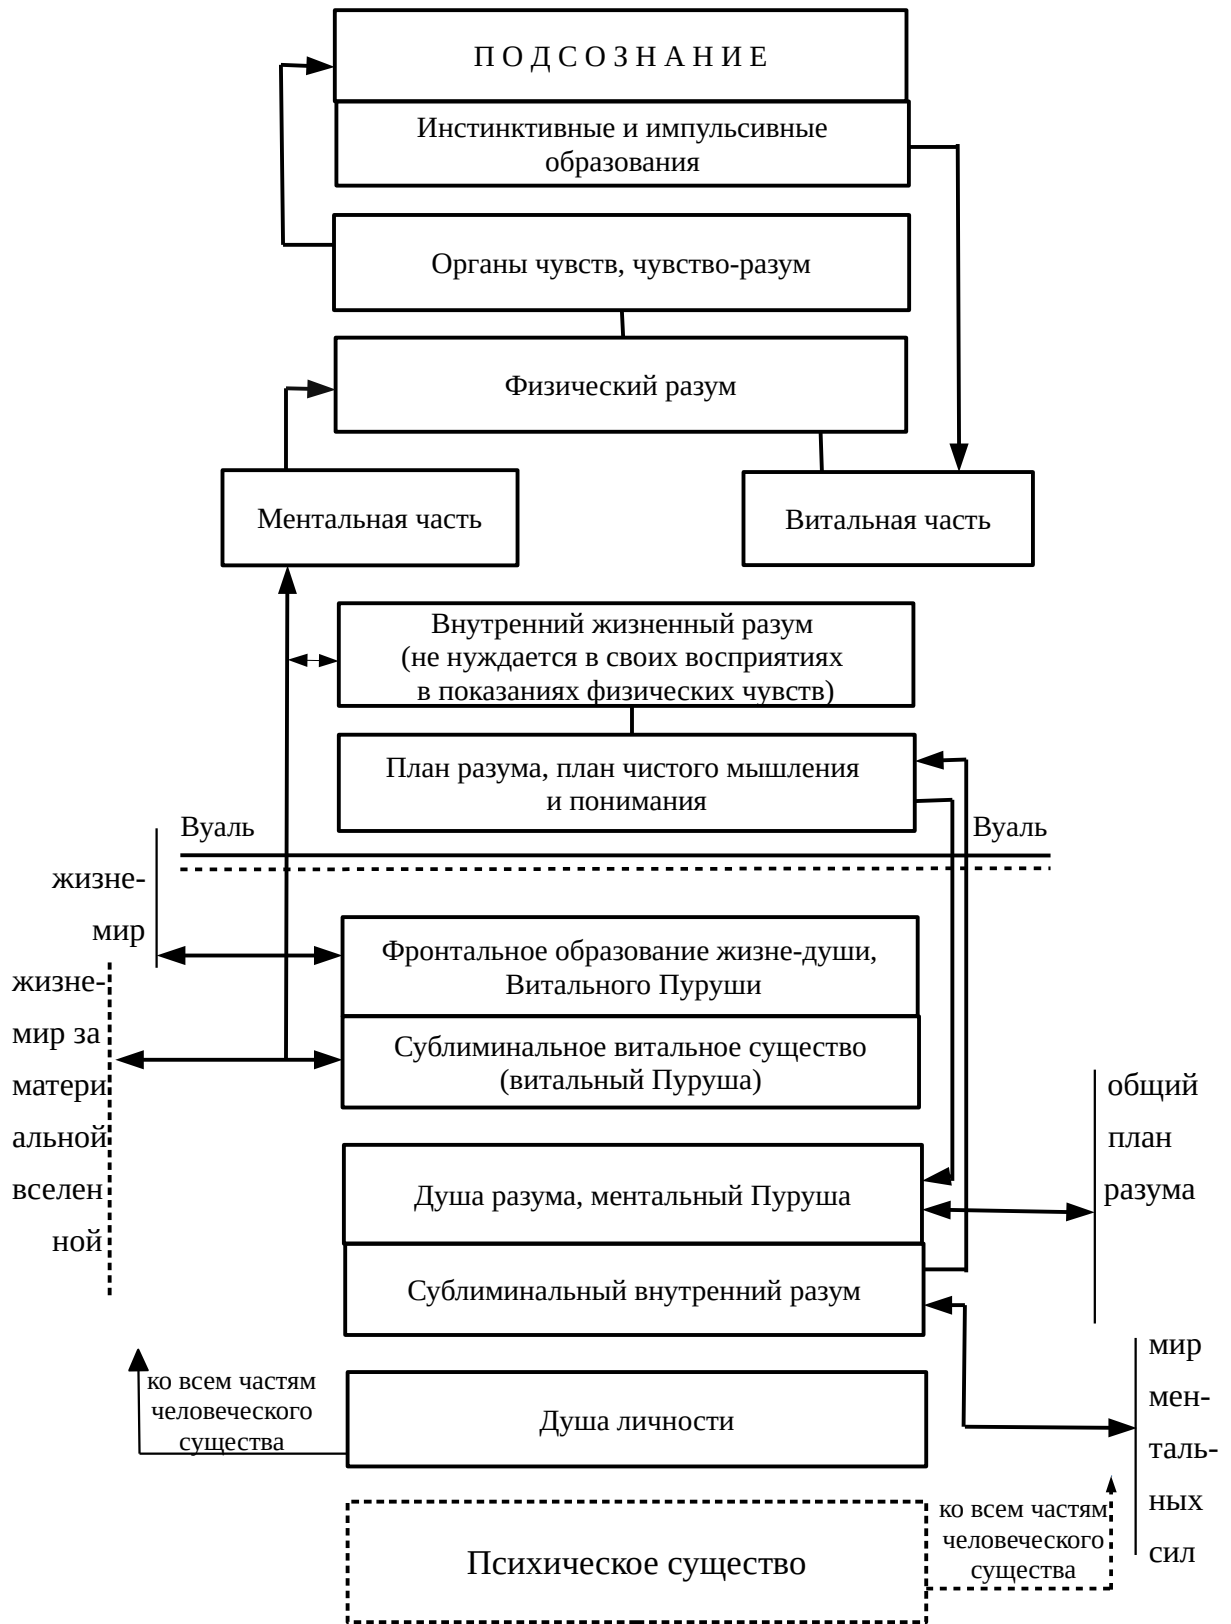 П О Д С О З Н А Н И Е
Инстинктивные и импульсивные
образования
Органы чувств, чувство-разум
Физический разум
Ментальная часть
Витальная часть
Внутренний жизненный разум
(не нуждается в своих восприятиях
в показаниях физических чувств)
План разума, план чистого мышления
и понимания
Вуаль
Вуаль
жизне-
мир
Фронтальное образование жизне-души,
Витального Пуруши
жизне-
мир за
матери
альной
вселен
ной
Сублиминальное витальное существо
(витальный Пуруша)
общий
план
разума
Душа разума, ментальный Пуруша
Сублиминальный внутренний разум
мир
мен-
таль-
ных
сил
ко всем частям
человеческого
существа
Душа личности
ко всем частям
человеческого
существа
Психическое существо